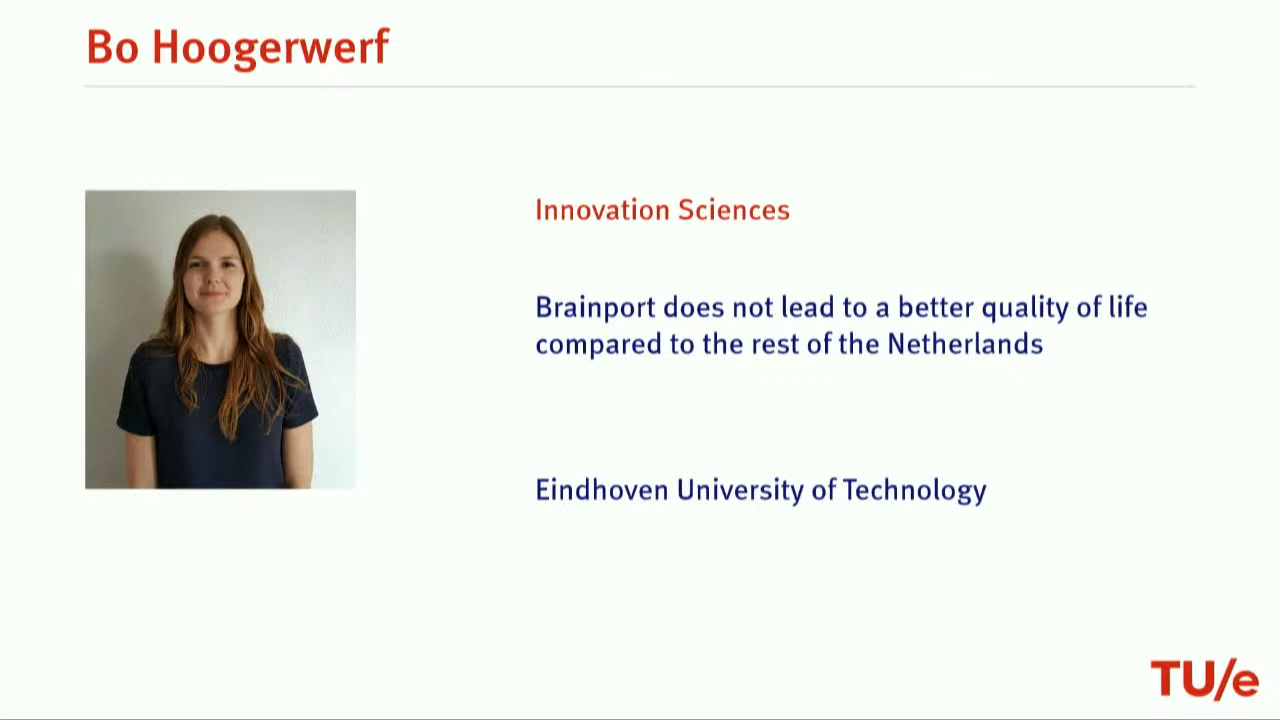 Bo Hoogerwerf
Innovation Sciences
Brainport does not lead to a better quality of life
compared to the rest of the Netherlands
Eindhoven University of Technology
TU/e